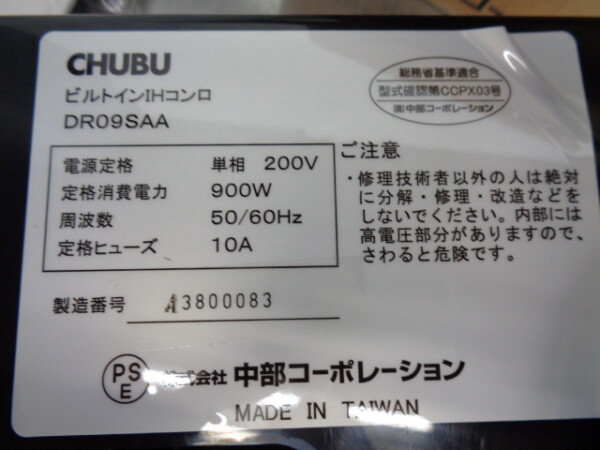 CHUBU
ビルトインIHコンロ
DR09SAA
総務省基準適合
型式確認第CCPX03号
㈱中部コーポレーション
電源定格 単相 200V
定格消費電力 900W
周波数 50/60Hz
定格ヒューズ 10A
ご注意
・修理技術者以外の人は絶対
に分解・修理・改造などを
しないでください。内部には
高電圧部分がありますので、
さわると危険です。
製造番号 A3800083
PS
E
株式会社 中部コーポレーション
MADE IN TAIWAN